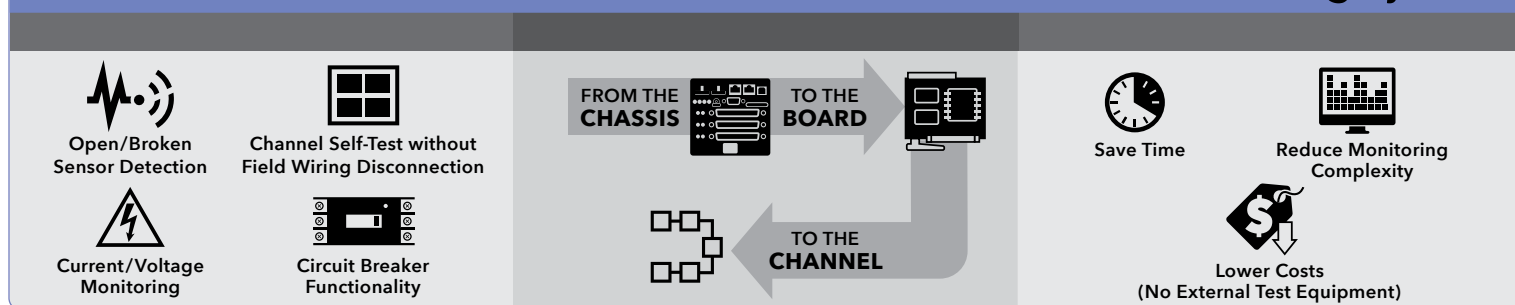 Open/Broken
Sensor Detection
Channel Self-Test without
Field Wiring Disconnection
Current/Voltage
Monitoring
Circuit Breaker
Functionality
FROM THE
CHASSIS
TO THE
BOARD
TO THE
CHANNEL
Save Time
Reduce Monitoring
Complexity
Lower Costs
(No External Test Equipment)